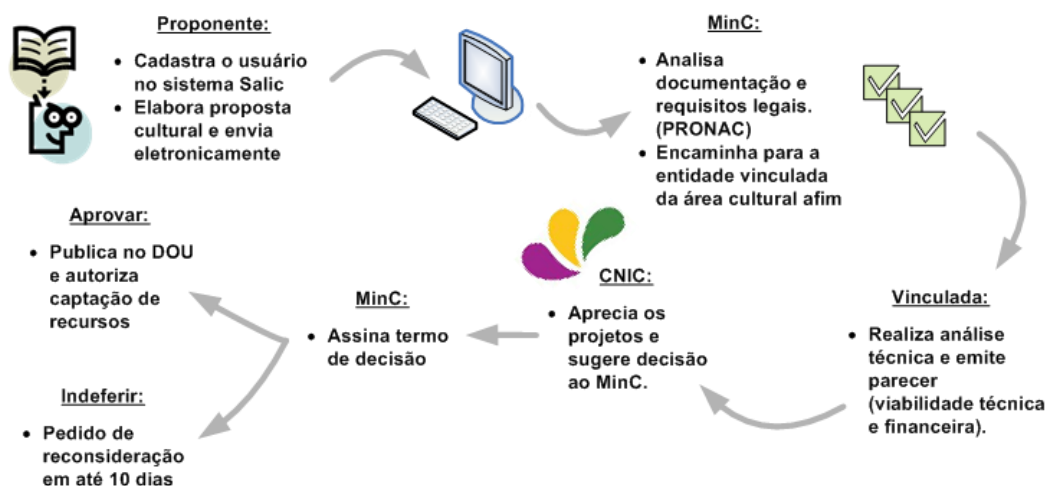 Proponente:
• Cadastra o usuário
no sistema Salic
• Elabora proposta
cultural e envia
eletronicamente
MinC:
• Analisa
documentação e
requisitos legais.
(PRONAC)
• Encaminha para a
entidade vinculada
da área cultural afim
Vinculada:
• Realiza análise
técnica e emite
parecer
(viabilidade técnica
e financeira).
CNIC:
• Aprecia os
projetos e
sugere decisão
ao MinC.
MinC:
• Assina termo
de decisão
Aprovar:
• Publica no DOU
e autoriza
captação de
recursos
Indeferir:
• Pedido de
reconsideração
em até 10 dias